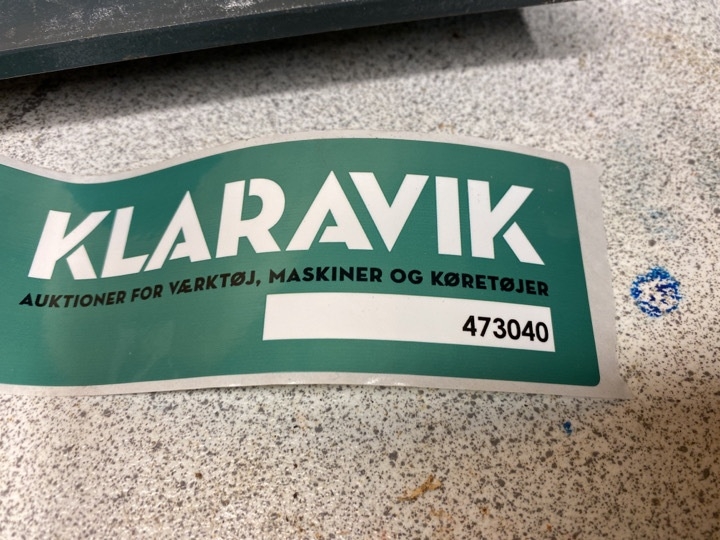 KLARAVIK
AUKTIONER FOR VÆRKTØJ, MASKINER OG KØRETØJER
473040